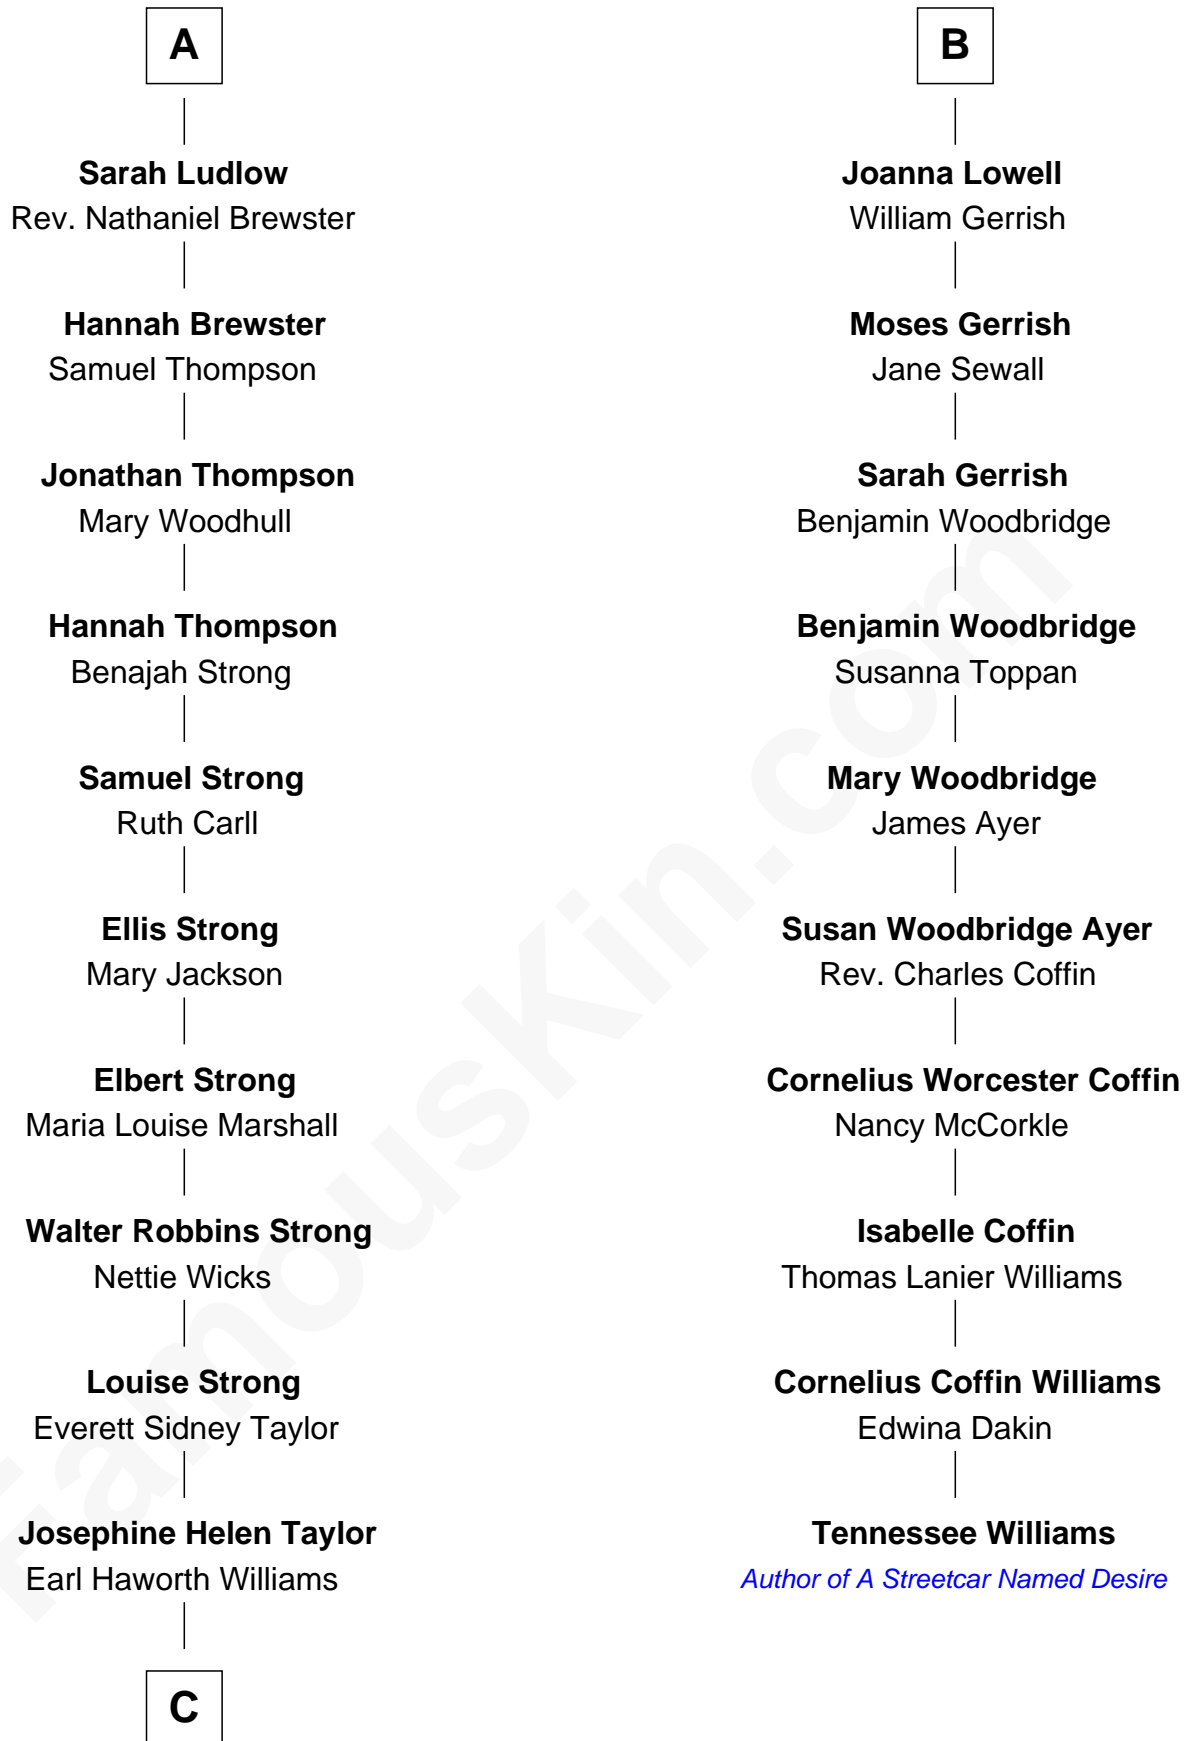 A
Sarah Ludlow
Rev. Nathaniel Brewster
Hannah Brewster
Samuel Thompson
Jonathan Thompson
Mary Woodhull
Hannah Thompson
Benajah Strong
Samuel Strong
Ruth Carll
Ellis Strong
Mary Jackson
Elbert Strong
Maria Louise Marshall
Walter Robbins Strong
Nettie Wicks
Louise Strong
Everett Sidney Taylor
Josephine Helen Taylor
Earl Haworth Williams
C
B
Joanna Lowell
William Gerrish
Moses Gerrish
Jane Sewall
Sarah Gerrish
Benjamin Woodbridge
Benjamin Woodbridge
Susanna Toppan
Mary Woodbridge
James Ayer
Susan Woodbridge Ayer
Rev. Charles Coffin
Cornelius Worcester Coffin
Nancy McCorkle
Isabelle Coffin
Thomas Lanier Williams
Cornelius Coffin Williams
Edwina Dakin
Tennessee Williams
Author of A Streetcar Named Desire
FamousKin.com